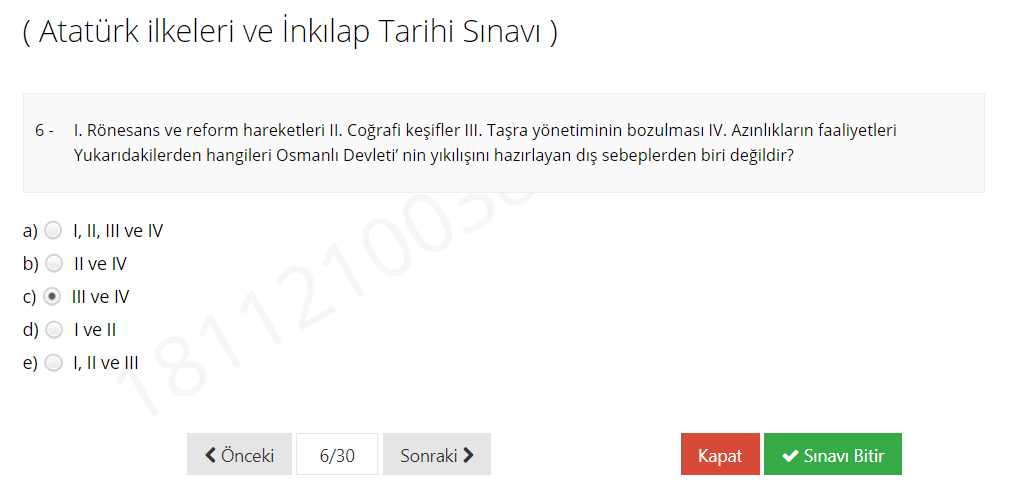 ( Atatürk ilkeleri ve İnkılap Tarihi Sınavı )
6 - I. Rönesans ve reform hareketleri II. Coğrafi keşifler III. Taşra yönetiminin bozulması IV. Azınlıkların faaliyetleri
Yukarıdakilerden hangileri Osmanlı Devleti’ nin yıkılışını hazırlayan dış sebeplerden biri değildir?
a) I, II, III ve IV
b) II ve IV
c) III ve IV
d) I ve II
e) I, II ve III
Önceki 6/30 Sonraki Kapat Sınavı Bitir